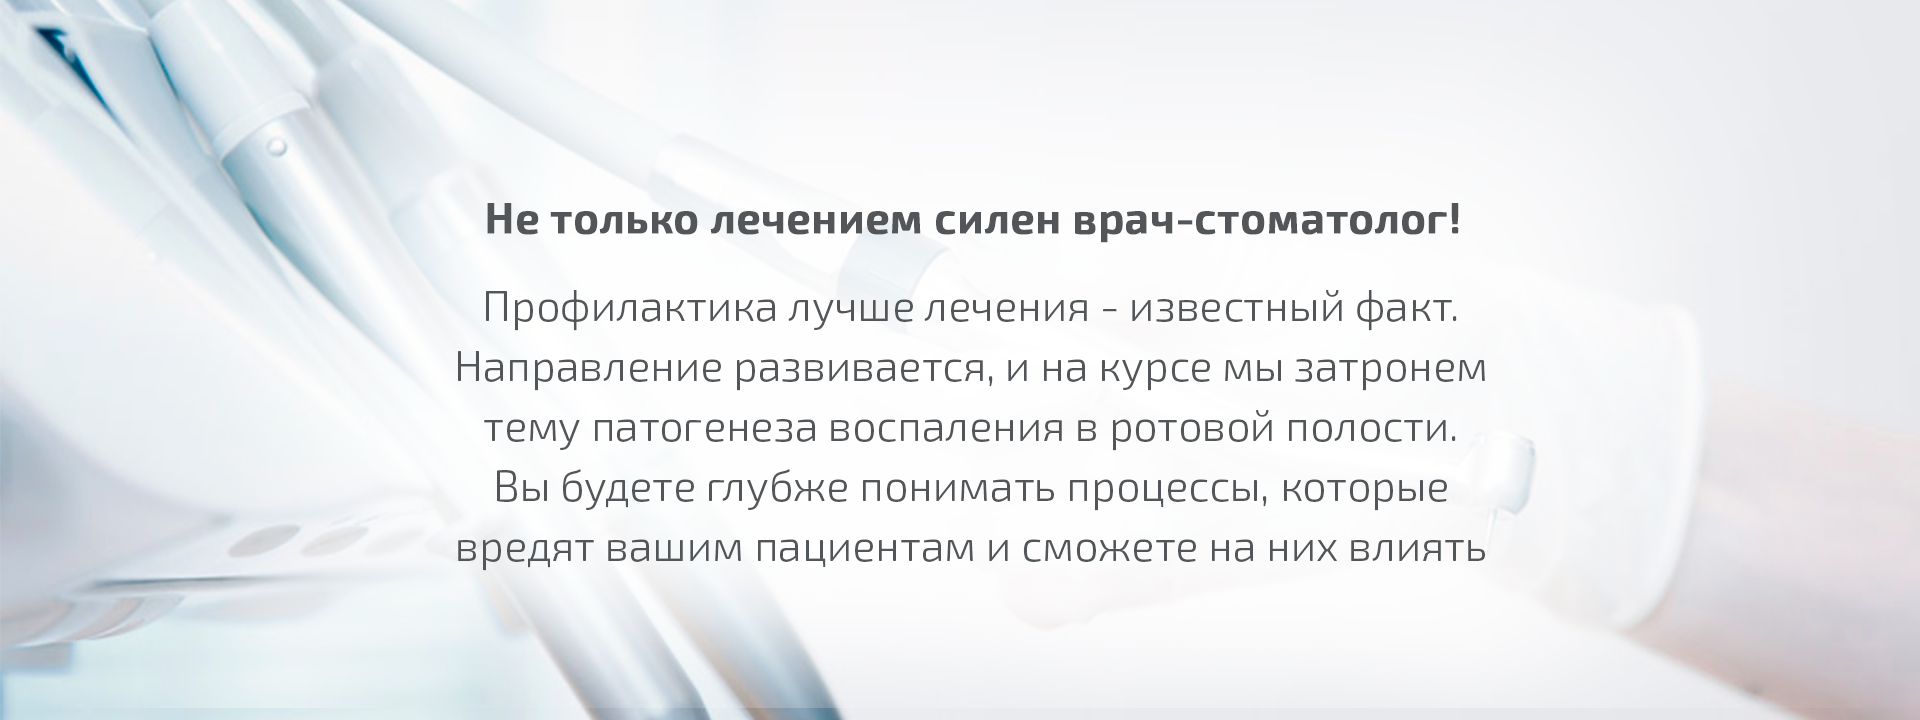 Не только лечением силен врач-стоматолог!
Профилактика лучше лечения - известный факт.
Направление развивается, и на курсе мы затронем
тему патогенеза воспаления в ротовой полости.
Вы будете глубже понимать процессы, которые
вредят вашим пациентам и сможете на них влиять